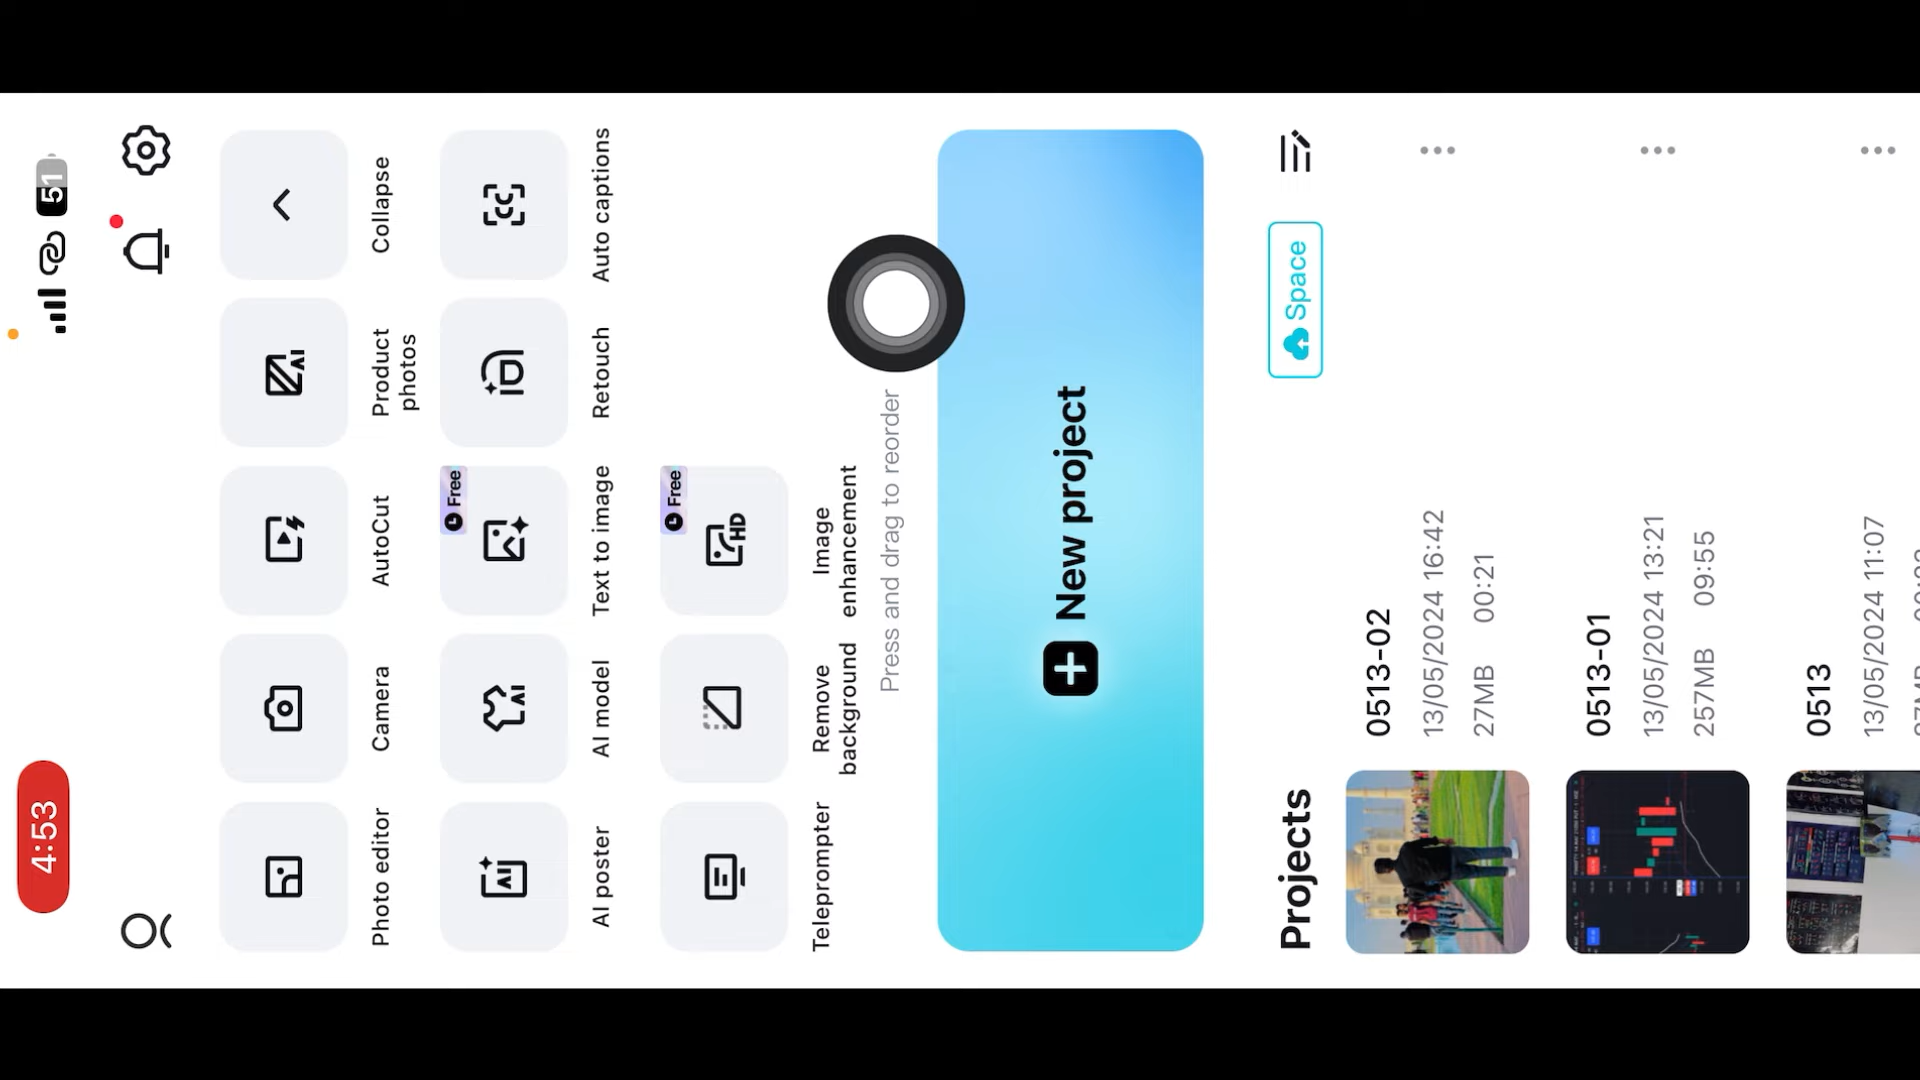 4:53
51
Photo editor
Camera
AutoCut
Product
photos
Collapse
AI poster
AI model
Free
Text to image
Retouch
Auto captions
Teleprompter
Remove
background
Free
Image
enhancement
Press and drag to reorder
New project
Projects
Space
0513-02
13/05/2024 16:42
27MB 00:21
0513-01
13/05/2024 13:21
257MB 09:55
0513
13/05/2024 11:07